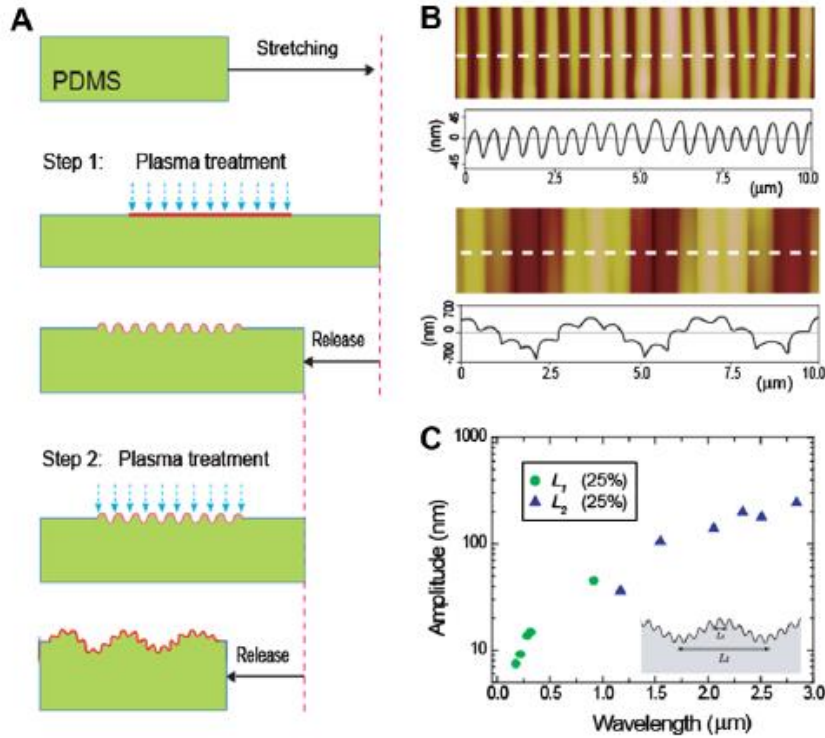 A
PDMS
Stretching
Step 1: Plasma treatment
Release
Step 2: Plasma treatment
Release
B
(nm)
45
0
-45
0 2.5 5.0 7.5 10.0
(μm)
(nm)
700
0
-700
0 2.5 5.0 7.5 10.0
(μm)
C
Amplitude (nm)
1000
100
10
L1 (25%)
L2 (25%)
L1
L2
0.0 0.5 1.0 1.5 2.0 2.5 3.0
Wavelength (μm)